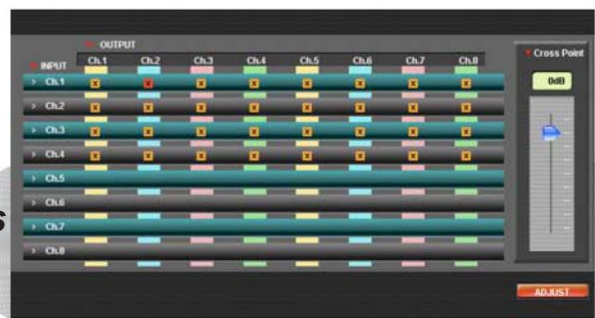 OUTPUT
INPUT Ch.1 Ch.2 Ch.3 Ch.4 Ch.5 Ch.6 Ch.7 Ch.8
Cross Point
0dB
> Ch.1 X X X X X X X X
> Ch.2 X X X X X X X X
> Ch.3 X X X X X X X X
> Ch.4 X X X X X X X X
> Ch.5
> Ch.6
> Ch.7
> Ch.8
s
ADJUST